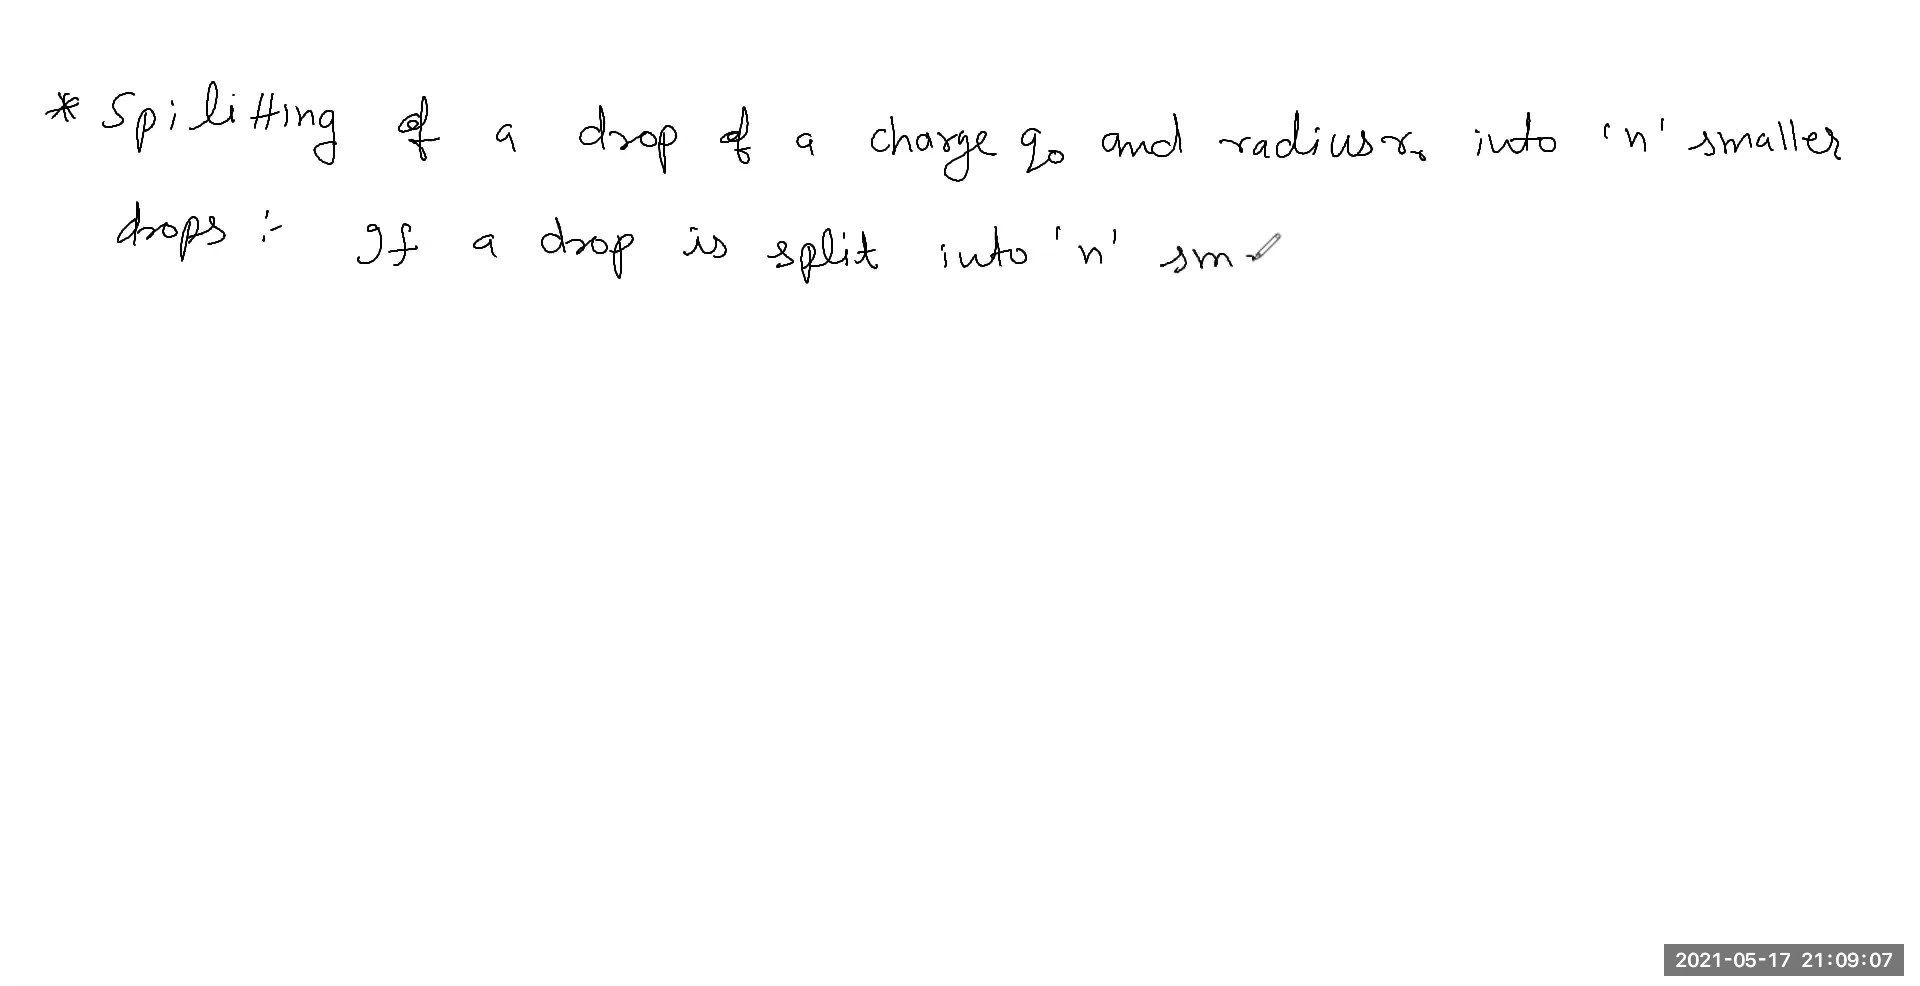 * Spilitting of a drop of a charge q₀ and radius r₀ into 'n' smaller
drops :- If a drop is split into 'n' sm
2021-05-17 21:09:07